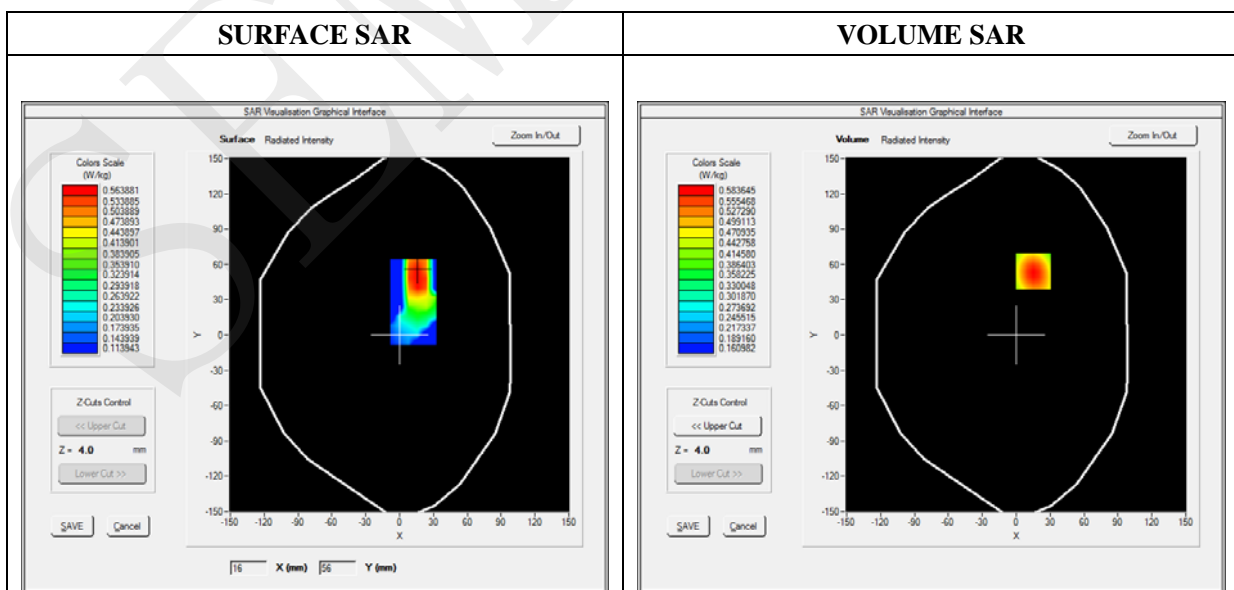 SURFACE SAR
VOLUME SAR
SAR Visualisation Graphical Interface
Surface Radiated Intensity
Zoom In/Out
Colors Scale
(W/kg)
0.563881
0.533885
0.503889
0.473893
0.443897
0.413901
0.383905
0.353910
0.323914
0.293918
0.263922
0.233926
0.203930
0.173935
0.143939
0.113943
Z-Cuts Control
<< Upper Cut
Z = 4.0 mm
Lower Cut >>
SAVE Cancel
150
120
90
60
30
0
-30
-60
-90
-120
-150
Y
-150 -120 -90 -60 -30 0 30 60 90 120 150
X
16 X (mm) 56 Y (mm)
SAR Visualisation Graphical Interface
Volume Radiated Intensity
Zoom In/Out
Colors Scale
(W/kg)
0.583645
0.555468
0.527290
0.499113
0.470935
0.442758
0.414580
0.386403
0.358225
0.330048
0.301870
0.273692
0.245515
0.217337
0.189160
0.160982
Z-Cuts Control
<< Upper Cut
Z = 4.0 mm
Lower Cut >>
SAVE Cancel
150
120
90
60
30
0
-30
-60
-90
-120
-150
Y
-150 -120 -90 -60 -30 0 30 60 90 120 150
X